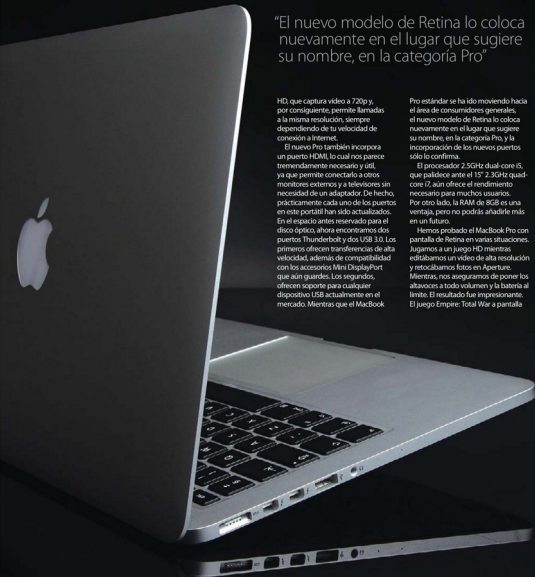 “El nuevo modelo de Retina lo coloca
nuevamente en el lugar que sugiere
su nombre, en la categoría Pro”
HD, que captura vídeo a 720p y,
por consiguiente, permite llamadas
a la misma resolución, siempre
dependiendo de tu velocidad de
conexión a Internet.
El nuevo Pro también incorpora
un puerto HDMI, lo cual nos parece
tremendamente necesario y útil,
ya que permite conectarlo a otros
monitores externos y a televisores sin
necesidad de un adaptador. De hecho,
prácticamente cada uno de los puertos
en este portátil han sido actualizados.
En el espacio antes reservado para el
disco óptico, ahora encontramos dos
puertos Thunderbolt y dos USB 3.0. Los
primeros ofrecen transferencias de alta
velocidad, además de compatibilidad
con los accesorios Mini DisplayPort
que aún guardes. Los segundos,
ofrecen soporte para cualquier
dispositivo USB actualmente en el
mercado. Mientras que el MacBook
Pro estándar se ha ido moviendo hacia
el área de consumidores generales,
el nuevo modelo de Retina lo coloca
nuevamente en el lugar que sugiere
su nombre, en la categoría Pro, y la
incorporación de los nuevos puertos
sólo lo confirma.
El procesador 2.5GHz dual-core i5,
que palidece ante el 15” 2.3GHz quad-
core i7, aún ofrece el rendimiento
necesario para muchos usuarios.
Por otro lado, la RAM de 8GB es una
ventaja, pero no podrás añadirle más
en un futuro.
Hemos probado el MacBook Pro con
pantalla de Retina en varias situaciones.
Jugamos a un juego HD mientras
editábamos un vídeo de alta resolución
y retocábamos fotos en Aperture.
Mientras, nos aseguramos de poner los
altavoces a todo volumen y la batería al
límite. El resultado fue impresionante.
El juego Empire: Total War a pantalla